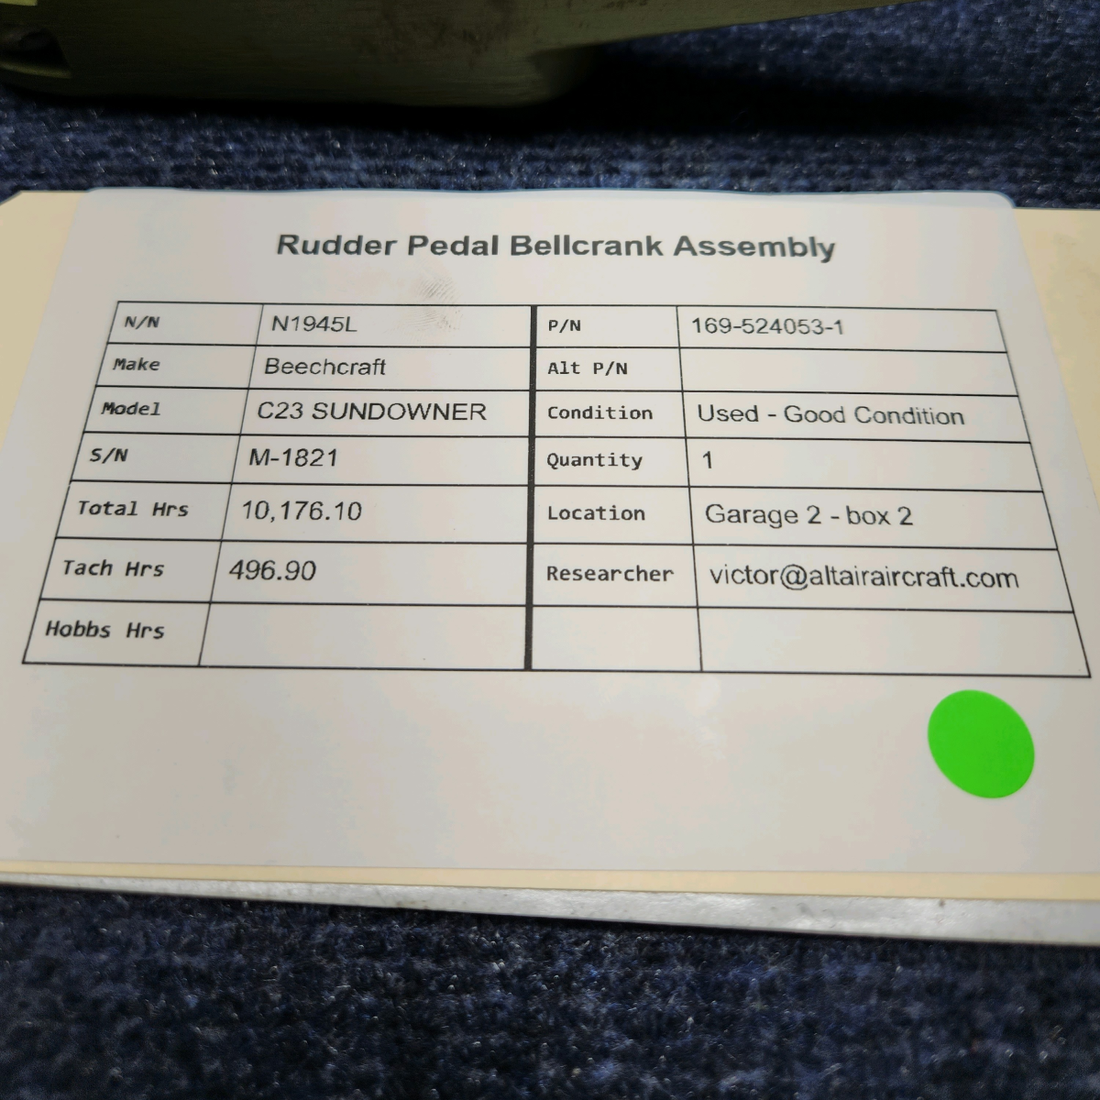 Rudder Pedal Bellcrank Assembly
N/N N1945L P/N 169-524053-1
Make Beechcraft Alt P/N
Model C23 SUNDOWNER Condition Used - Good Condition
S/N M-1821 Quantity 1
Total Hrs 10,176.10 Location Garage 2 - box 2
Tach Hrs 496.90 Researcher victor@altairaircraft.com
Hobbs Hrs